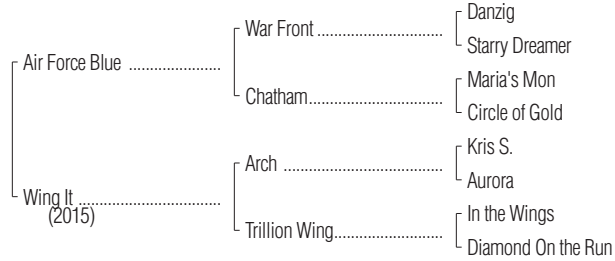 Danzig
War Front ................................
Starry Dreamer
Air Force Blue .......................
Maria's Mon
Chatham..................................
Circle of Gold
Kris S.
Arch ........................................
Aurora
Wing It ....................................
(2015)
In the Wings
Trillion Wing...........................
Diamond On the Run